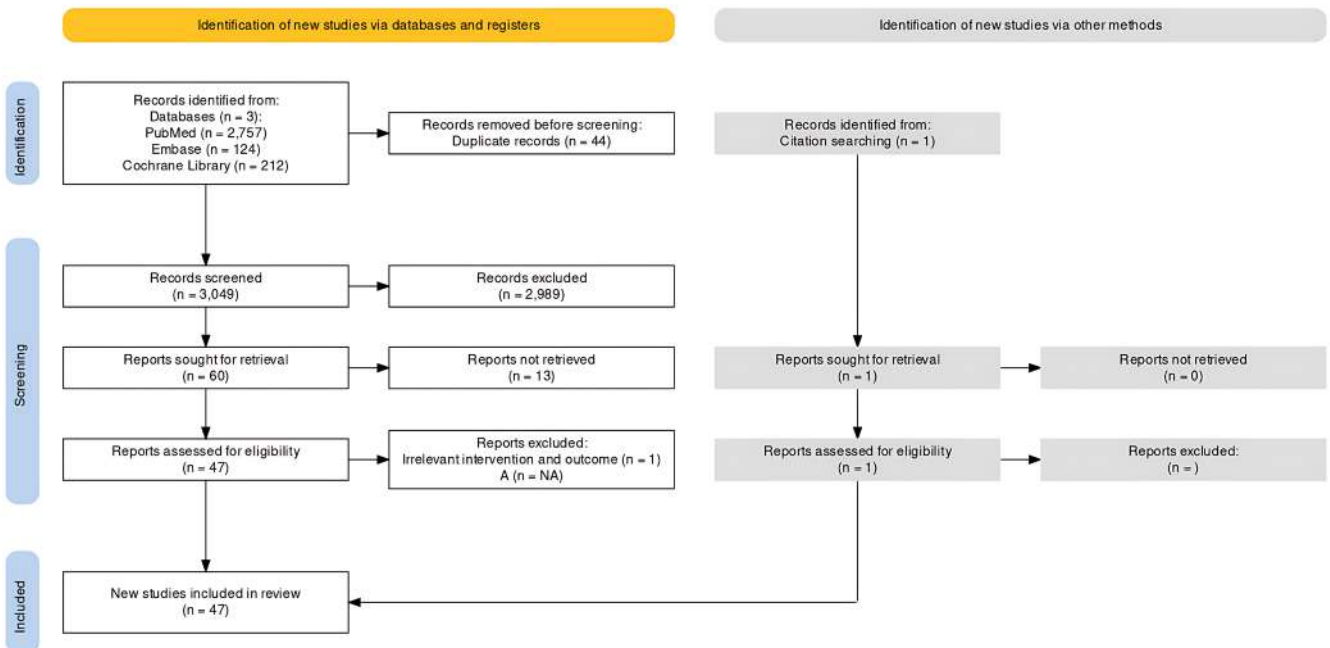 Identification of new studies via databases and registers
Identification of new studies via other methods
Identification
Records identified from:
Databases (n = 3):
PubMed (n = 2,757)
Embase (n = 124)
Cochrane Library (n = 212)
Records removed before screening:
Duplicate records (n = 44)
Records identified from:
Citation searching (n = 1)
Screening
Records screened
(n = 3,049)
Records excluded
(n = 2,989)
Reports sought for retrieval
(n = 60)
Reports not retrieved
(n = 13)
Reports sought for retrieval
(n = 1)
Reports not retrieved
(n = 0)
Reports assessed for eligibility
(n = 47)
Reports excluded:
Irrelevant intervention and outcome (n = 1)
A (n = NA)
Reports assessed for eligibility
(n = 1)
Reports excluded:
(n = )
Included
New studies included in review
(n = 47)